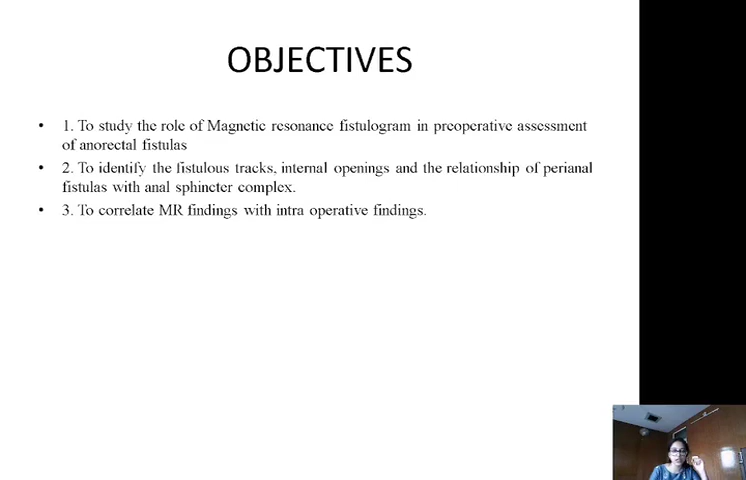 OBJECTIVES
• 1. To study the role of Magnetic resonance fistulogram in preoperative assessment
of anorectal fistulas
• 2. To identify the fistulous tracks, internal openings and the relationship of perianal
fistulas with anal sphincter complex.
• 3. To correlate MR findings with intra operative findings.